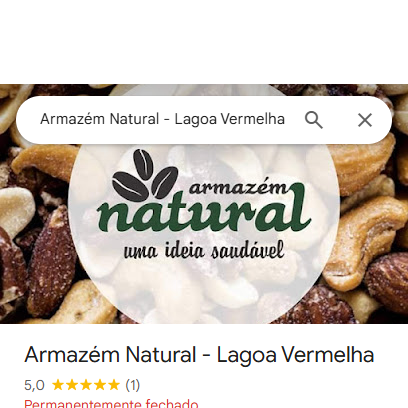 Armazém Natural - Lagoa Vermelha
armazém
natural
uma ideia saudável
Armazém Natural - Lagoa Vermelha
5,0 ★★★★★ (1)
Permanentemente fechado